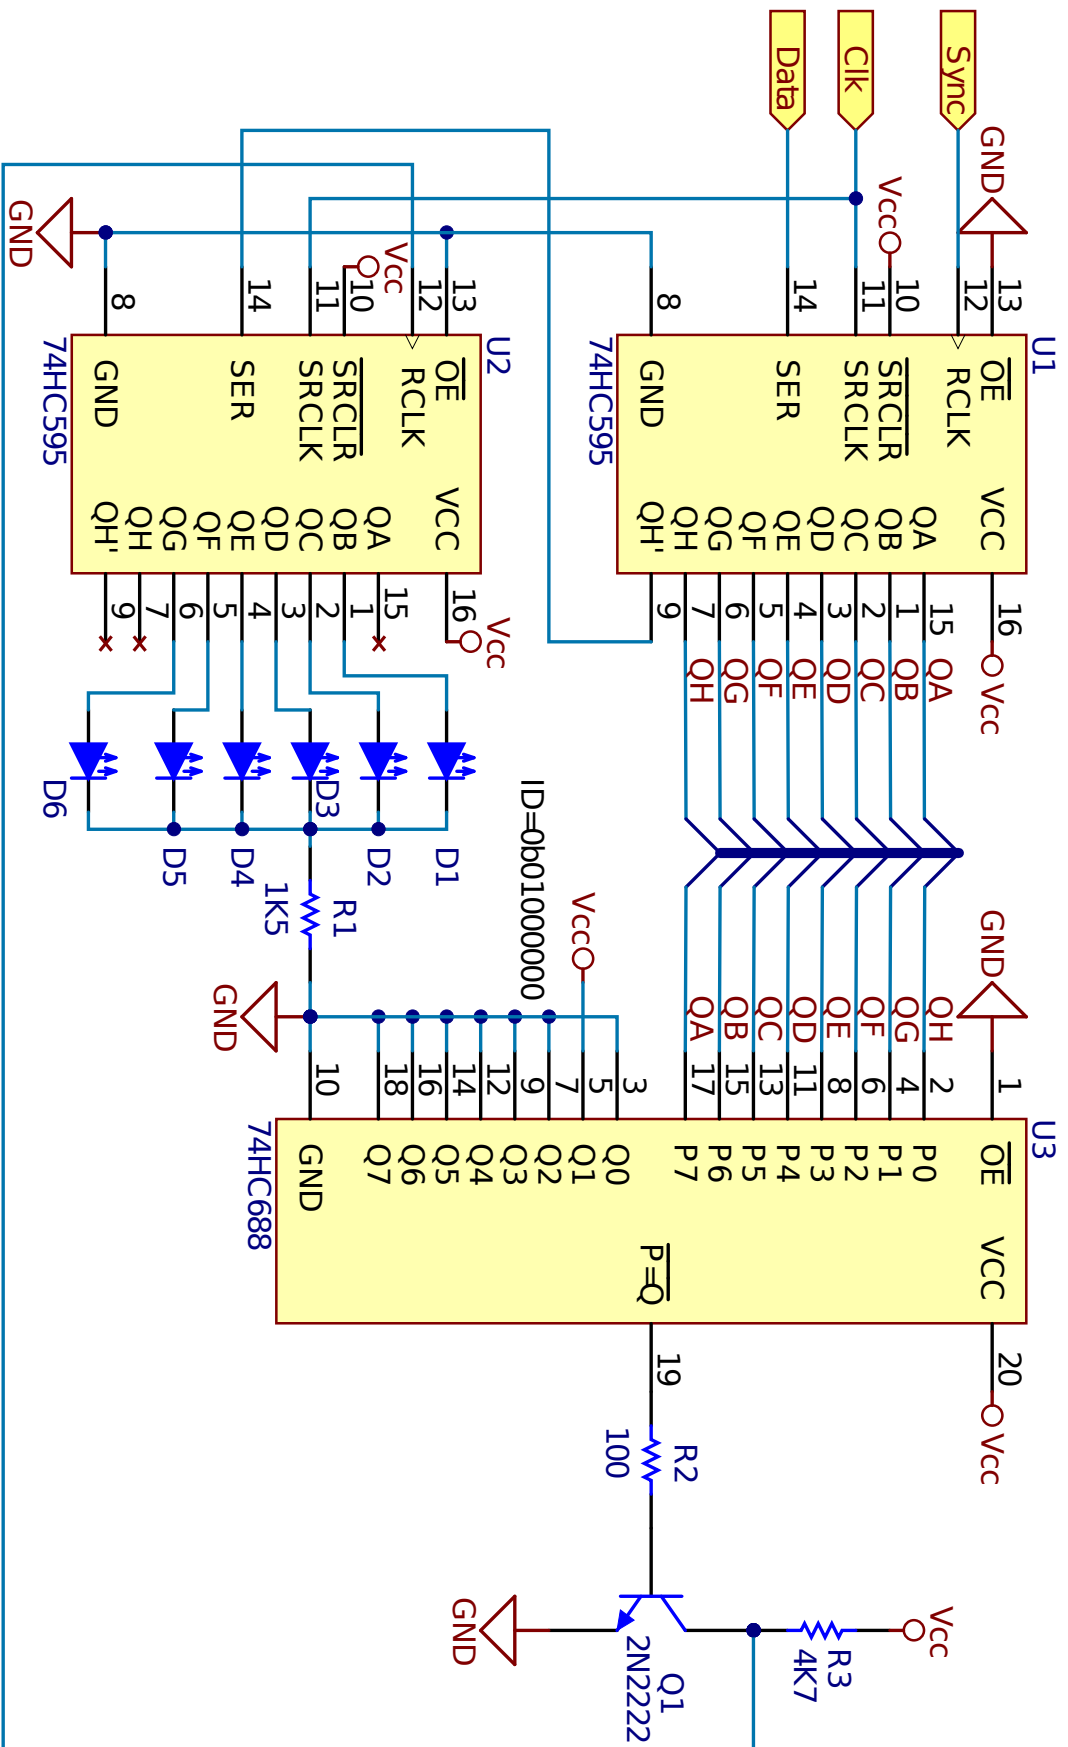 Sync
Clk
Data
GND
Vcc
13
12
10
11
14
8
U1
OE
RCLK
SRCLR
SRCLK
SER
GND
VCC
QA
QB
QC
QD
QE
QF
QG
QH
QH'
74HC595
16
15
1
2
3
4
5
6
7
9
Vcc
QA
QB
QC
QD
QE
QF
QG
QH
GND
Vcc
13
12
10
11
14
8
U2
OE
RCLK
SRCLR
SRCLK
SER
GND
VCC
QA
QB
QC
QD
QE
QF
QG
QH
QH'
74HC595
16
15
1
2
3
4
5
6
7
9
Vcc
D1
D2
D3
D4
D5
D6
R1
1K5
GND
ID=0b01000000
Vcc
GND
QH
QG
QF
QE
QD
QC
QB
QA
1
2
4
6
8
11
13
15
17
3
5
7
9
12
14
16
18
10
U3
OE
P0
P1
P2
P3
P4
P5
P6
P7
Q0
Q1
Q2
Q3
Q4
Q5
Q6
Q7
GND
VCC
P=Q
74HC688
20
Vcc
19
R2
100
Vcc
R3
4K7
Q1
2N2222
GND